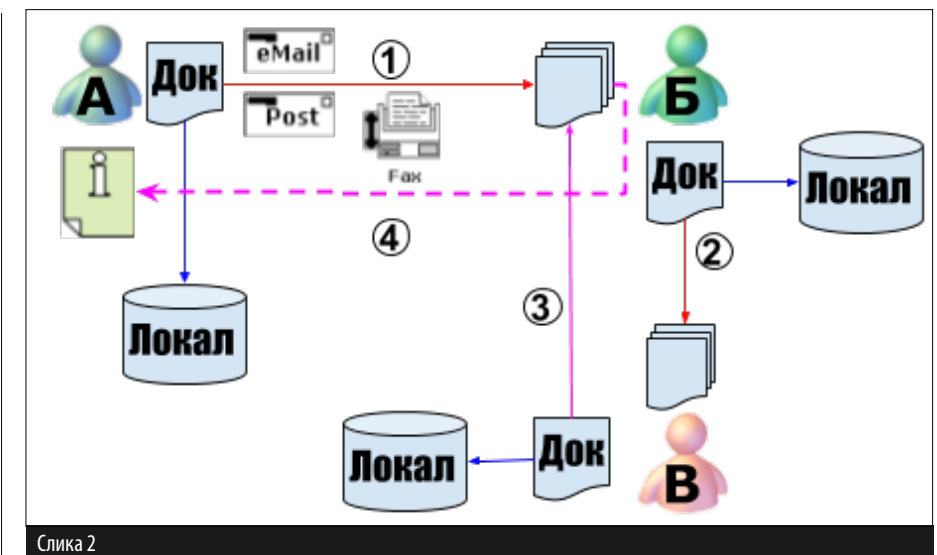 А
Док
eMail
Post
Fax
1
Б
Док
Локал
4
2
3
Локал
Локал
Док
В
Слика 2